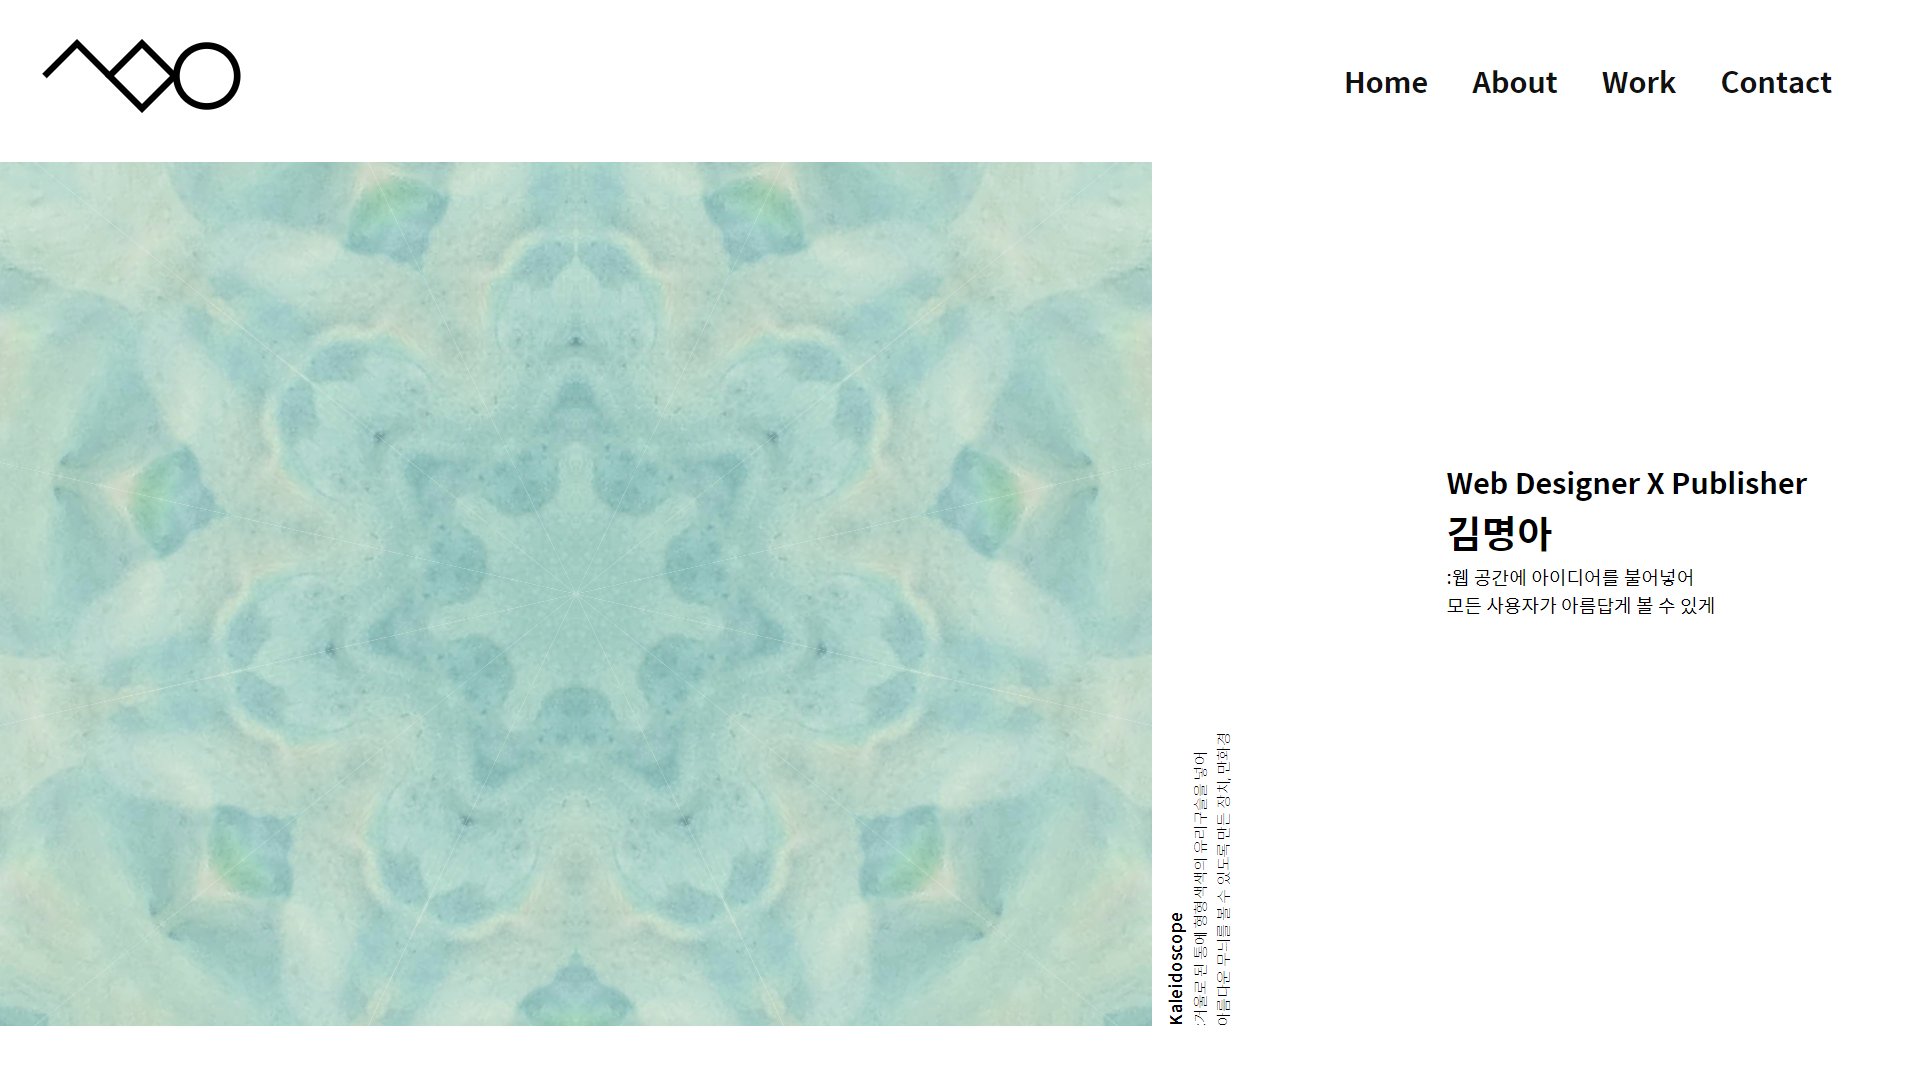 Home About Work Contact
Web Designer X Publisher
김명아
:웹 공간에 아이디어를 불어넣어
모든 사용자가 아름답게 볼 수 있게
Kaleidoscope
:거울로 된 통에 형형색색의 유리구슬을 넣어
아름다운 무늬를 볼 수 있도록 만든 장치, 만화경